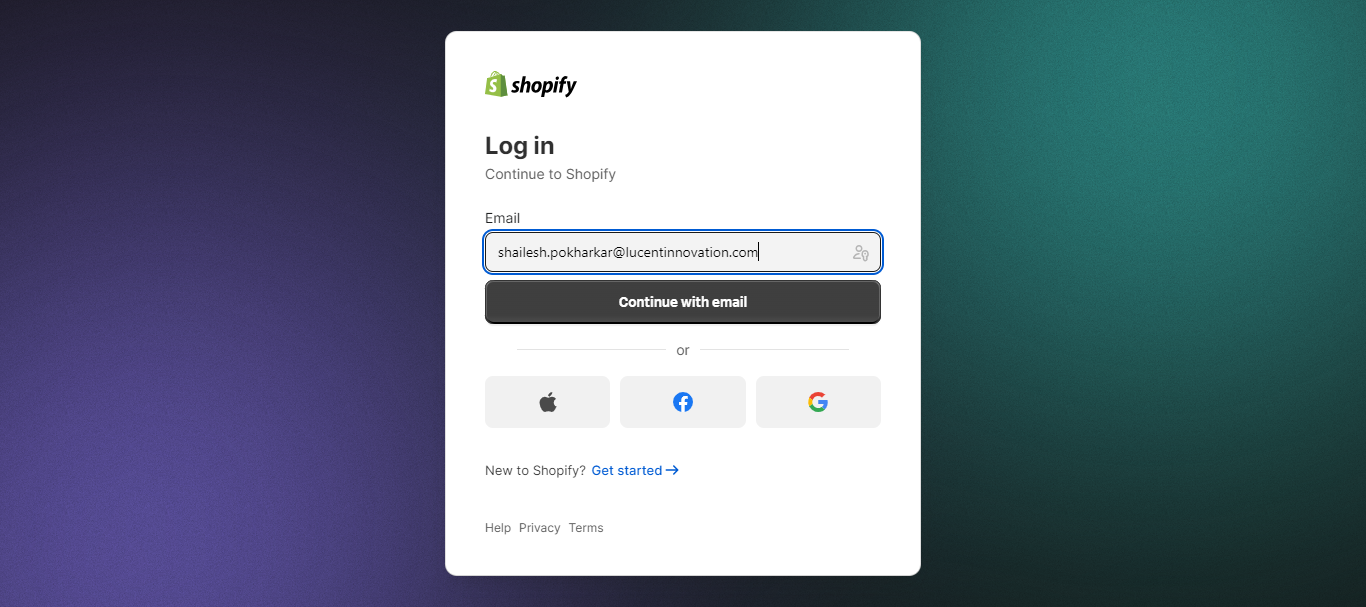 shopify
Log in
Continue to Shopify
Email
shailesh.pokharkar@lucentinnovation.com
Continue with email
or
New to Shopify? Get started
Help Privacy Terms